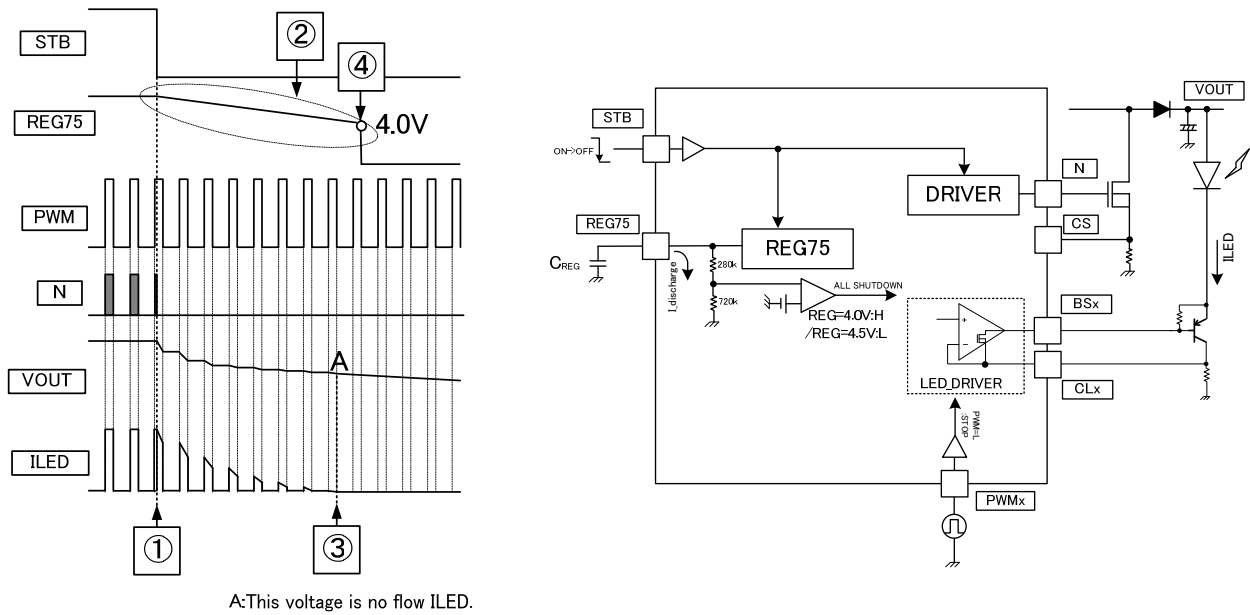 STB
②
④
REG75
4.0V
PWM
N
VOUT
A
ILED
①
③
A:This voltage is no flow ILED.
VOUT
STB
ON->OFF
DRIVER
N
CS
REG75
REG75
CREG
I_discharge
280k
720k
ALL SHUTDOWN
REG=4.0V:H
/REG=4.5V:L
ILED
BSx
+
-
LED_DRIVER
CLx
PWM=L
:STOP
PWMx